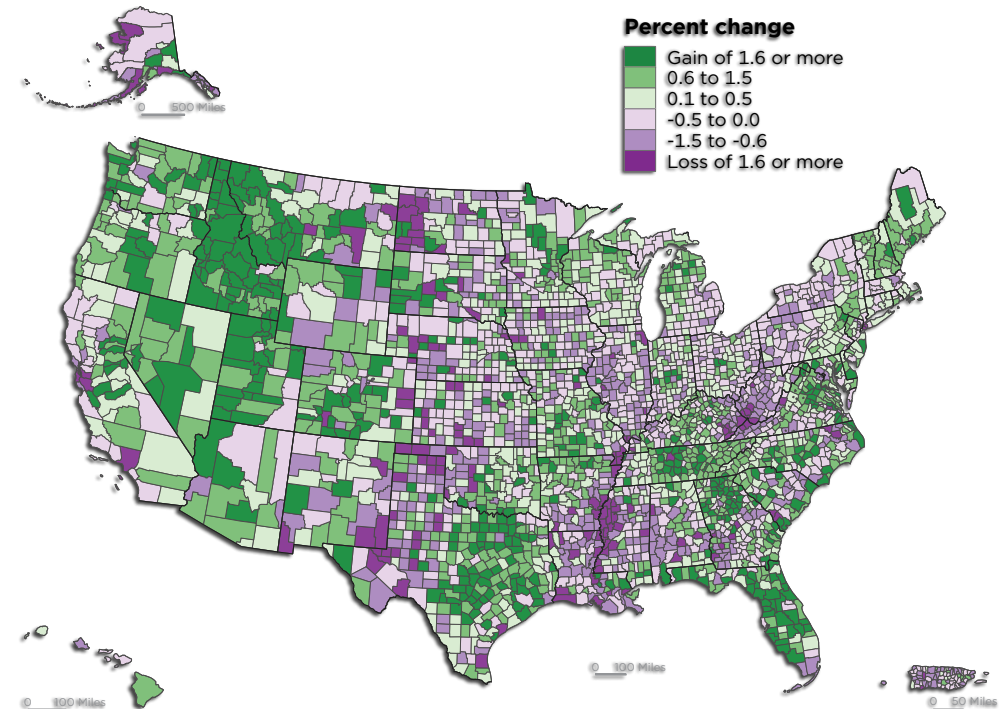 Percent change
Gain of 1.6 or more
0.6 to 1.5
0.1 to 0.5
-0.5 to 0.0
-1.5 to -0.6
Loss of 1.6 or more
0 500 Miles
0 100 Miles
0 100 Miles
0 50 Miles